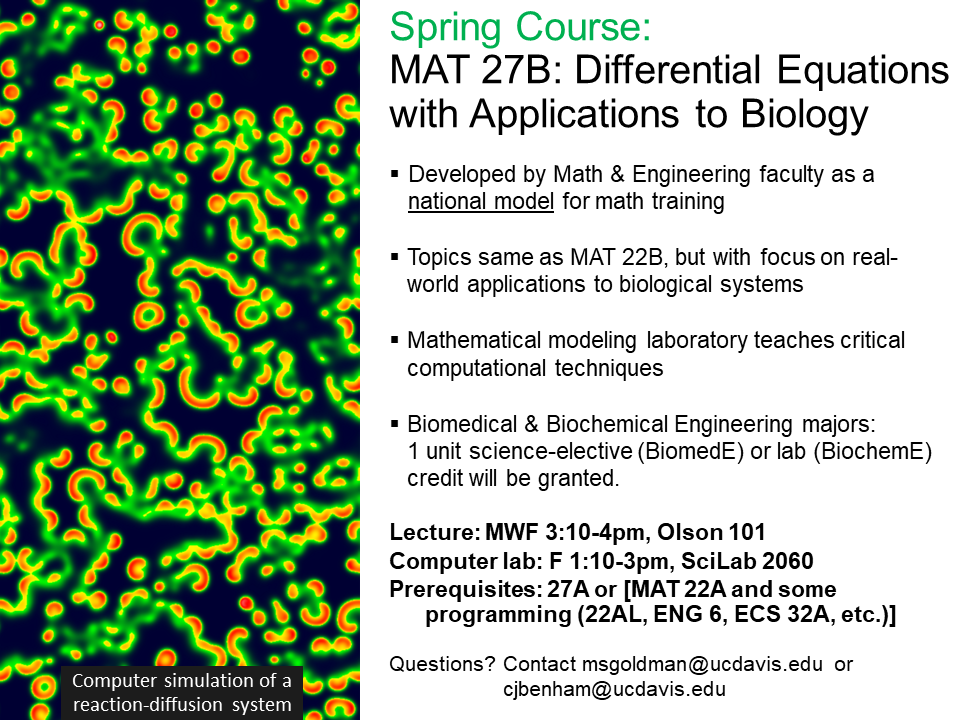 Spring Course:
MAT 27B: Differential Equations
with Applications to Biology
▪ Developed by Math & Engineering faculty as a
national model for math training
▪ Topics same as MAT 22B, but with focus on real-
world applications to biological systems
▪ Mathematical modeling laboratory teaches critical
computational techniques
▪ Biomedical & Biochemical Engineering majors:
1 unit science-elective (BiomedE) or lab (BiochemE)
credit will be granted.
Lecture: MWF 3:10-4pm, Olson 101
Computer lab: F 1:10-3pm, SciLab 2060
Prerequisites: 27A or [MAT 22A and some
programming (22AL, ENG 6, ECS 32A, etc.)]
Questions? Contact msgoldman@ucdavis.edu or
cjbenham@ucdavis.edu
Computer simulation of a
reaction-diffusion system